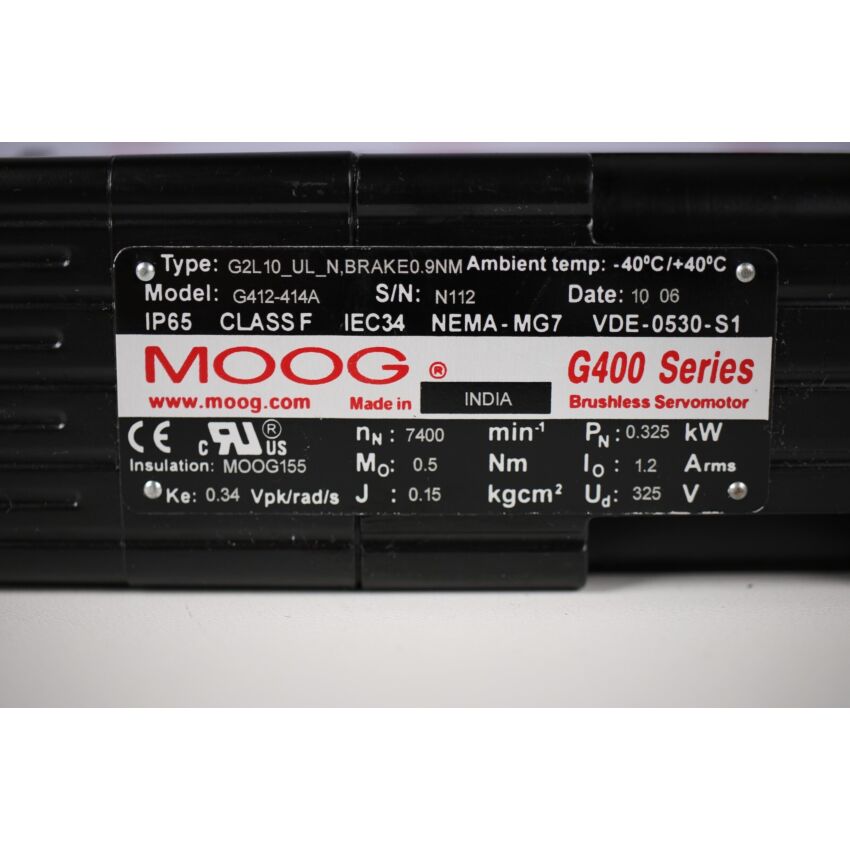 Type: G2L10_UL_N,BRAKE0.9NM Ambient temp: -40ºC/+40ºC
Model: G412-414A S/N: N112 Date: 10 06
IP65 CLASS F IEC34 NEMA-MG7 VDE-0530-S1
MOOG ® G400 Series
www.moog.com Made in INDIA Brushless Servomotor
CE c RU ® US nN : 7400 min-1 PN : 0.325 kW
Insulation: MOOG155 MO: 0.5 Nm IO : 1.2 Arms
Ke: 0.34 Vpk/rad/s J : 0.15 kgcm² Ud: 325 V